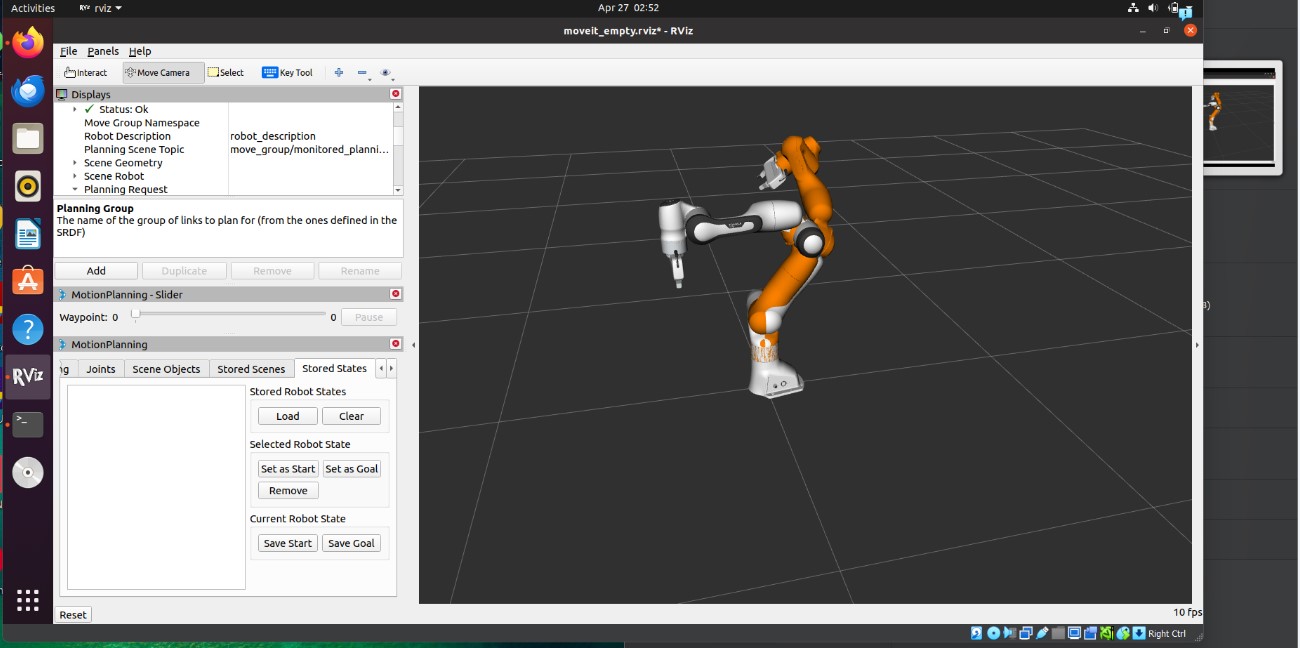 Activities
rviz
Apr 27 02:52
moveit_empty.rviz* - RViz
File Panels Help
Interact Move Camera Select Key Tool
Displays
Status: Ok
Move Group Namespace
Robot Description robot_description
Planning Scene Topic move_group/monitored_planni...
Scene Geometry
Scene Robot
Planning Request
Planning Group
The name of the group of links to plan for (from the ones defined in the
SRDF)
Add Duplicate Remove Rename
MotionPlanning - Slider
Waypoint: 0 0 Pause
MotionPlanning
ng Joints Scene Objects Stored Scenes Stored States
Stored Robot States
Load Clear
Selected Robot State
Set as Start Set as Goal
Remove
Current Robot State
Save Start Save Goal
Reset
10 fps
RViz
Right Ctrl